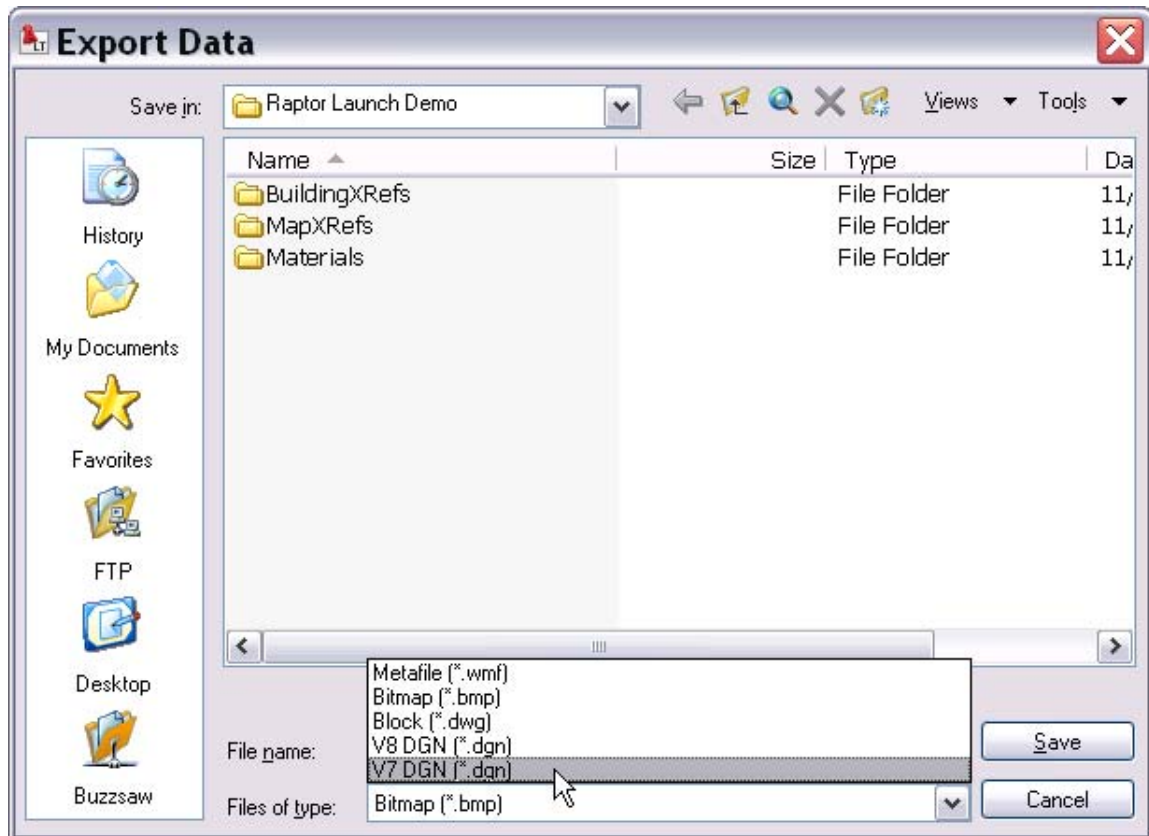 LT Export Data
Save in: Raptor Launch Demo Views Tools
Name Size Type Da
BuildingXRefs File Folder 11/
MapXRefs File Folder 11/
Materials File Folder 11/
History
My Documents
Favorites
FTP
Desktop
Buzzsaw
Metafile (*.wmf)
Bitmap (*.bmp)
Block (*.dwg)
V8 DGN (*.dgn)
V7 DGN (*.dgn)
File name: Save
Files of type: Bitmap (*.bmp) Cancel